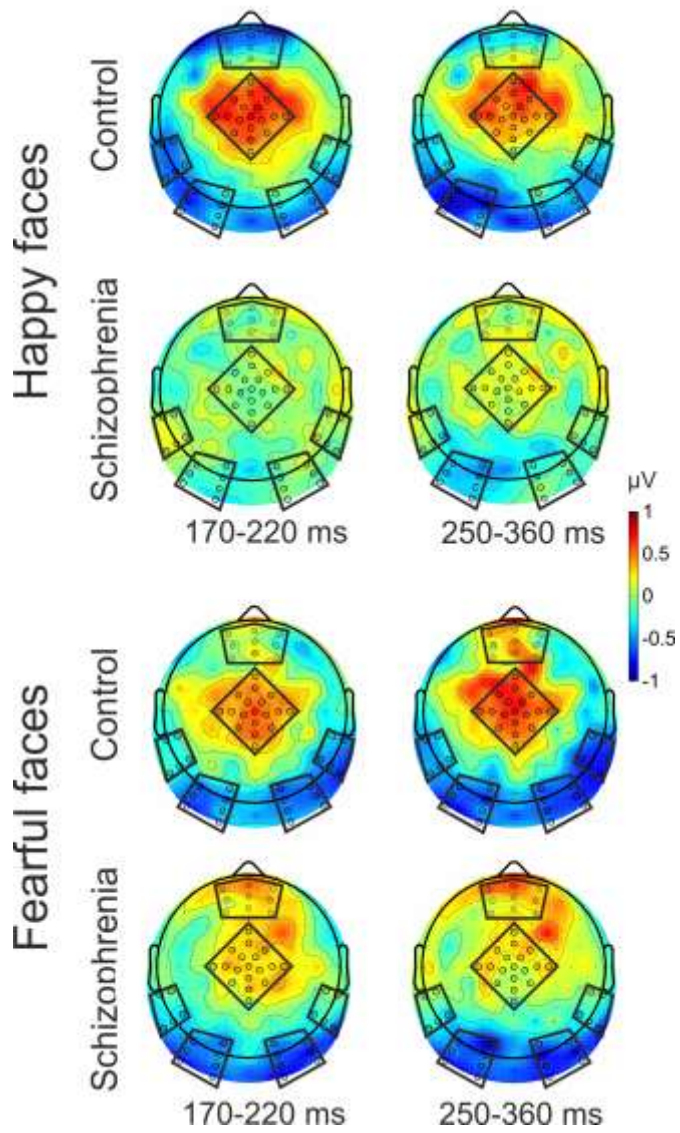 Happy faces
Control
Schizophrenia
170-220 ms
250-360 ms
µV
1
0.5
0
-0.5
-1
Fearful faces
Control
Schizophrenia
170-220 ms
250-360 ms